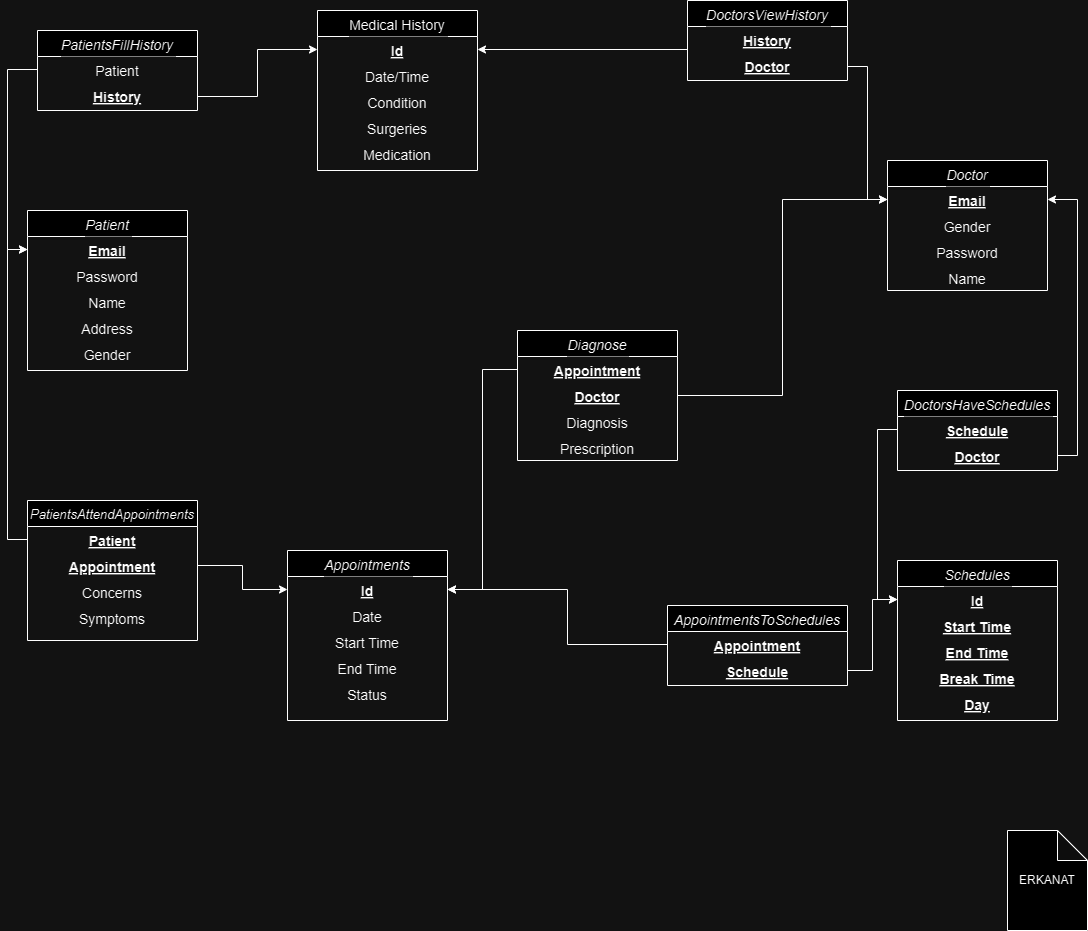 PatientsFillHistory
Patient
History
Medical History
Id
Date/Time
Condition
Surgeries
Medication
DoctorsViewHistory
History
Doctor
Doctor
Email
Gender
Password
Name
Patient
Email
Password
Name
Address
Gender
Diagnose
Appointment
Doctor
Diagnosis
Prescription
DoctorsHaveSchedules
Schedule
Doctor
PatientsAttendAppointments
Patient
Appointment
Concerns
Symptoms
Appointments
Id
Date
Start Time
End Time
Status
AppointmentsToSchedules
Appointment
Schedule
Schedules
Id
Start Time
End Time
Break Time
Day
ERKANAT